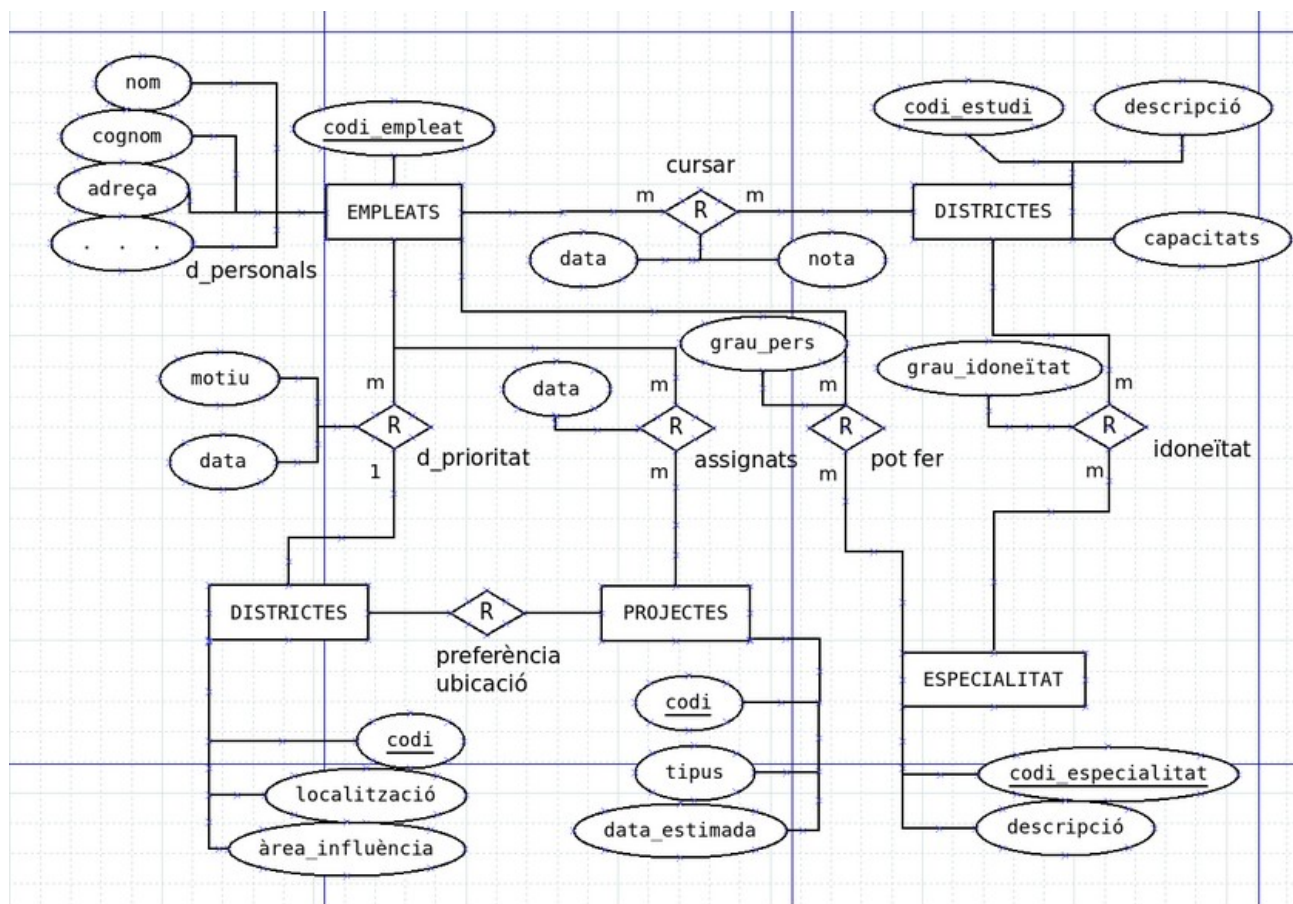 nom
cognom
adreça
. . .
d_personals
codi_empleat
EMPLEATS
cursar
m
R
m
data
nota
codi_estudi
descripció
DISTRICTES
capacitats
motiu
data
m
R
1
d_prioritat
data
m
R
m
assignats
grau_pers
m
R
m
pot fer
grau_idoneïtat
m
R
m
idoneïtat
DISTRICTES
R
preferència
ubicació
PROJECTES
ESPECIALITAT
codi
localització
àrea_influència
codi
tipus
data_estimada
codi_especialitat
descripció